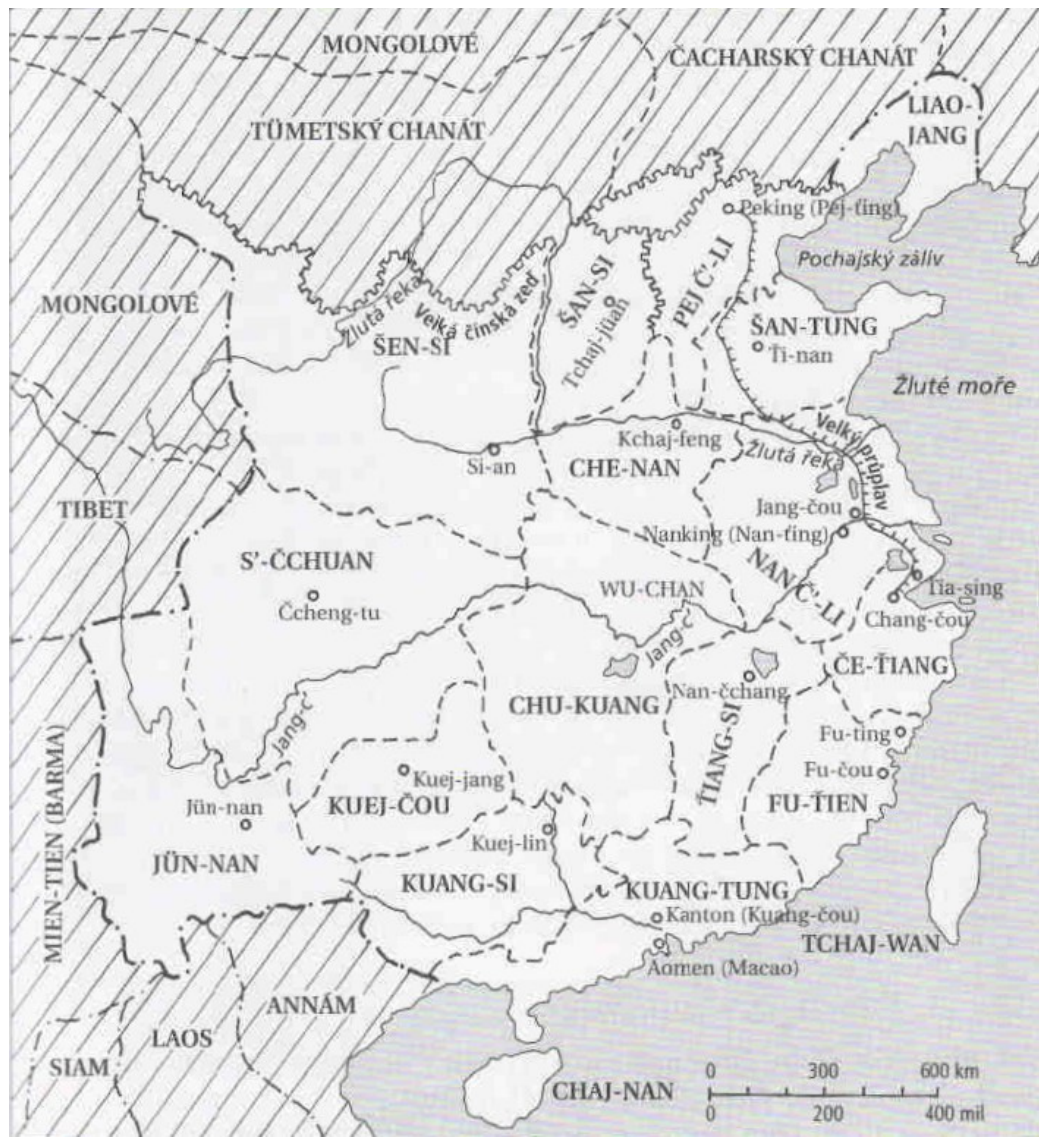 MONGOLOVÉ
ČACHARSKÝ CHANÁT
TÜMETSKÝ CHANÁT
LIAO-
JANG
Peking (Pej-ťing)
Pochajský záliv
MONGOLOVÉ
Žlutá řeka
Velká čínská zeď
ŠEN-SI
ŠAN-SI
Tchaj-jüan
PEJ Č'-LI
ŠAN-TUNG
Ťi-nan
Žluté moře
Si-an
Kchaj-feng
CHE-NAN
Žlutá řeka
Velký průplav
TIBET
Jang-čou
Nanking (Nan-ťing)
S'-ČCHUAN
Čcheng-tu
WU-CHAN
NAN Č'-LI
Ťia-sing
Chang-čou
Jang-c'
ČE-ŤIANG
Nan-čchang
CHU-KUANG
Jang-c'
ŤIANG-SI
Fu-ting
Fu-čou
Kuej-jang
KUEJ-ČOU
FU-ŤIEN
Jün-nan
Kuej-lin
JÜN-NAN
MIEN-TIEN (BARMA)
KUANG-SI
KUANG-TUNG
Kanton (Kuang-čou)
TCHAJ-WAN
Aomen (Macao)
ANNÁM
LAOS
SIAM
CHAJ-NAN
0 300 600 km
0 200 400 mil